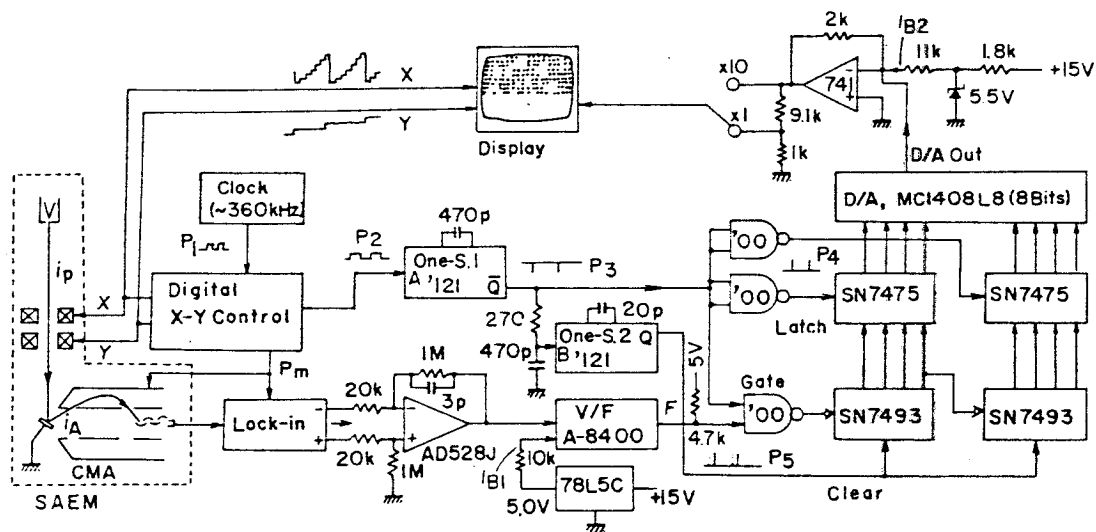 2k
IB2
11k
1.8k
+15V
x10
741
5.5V
x1
9.1k
1k
X
Y
Display
D/A Out
Clock
(~360kHz)
470p
D/A, MC1408L8 (8Bits)
V
P1
P2
ip
One-S.1
A '121 Q
P3
'00
P4
Digital
X-Y Control
SN7475
SN7475
X
'00
20p
270
One-S.2 Q
B '121
Latch
Y
470p
5V
Pm
1M
3p
Gate
20k
V/F
A-8400
F
'00
SN7493
SN7493
iA
Lock-in
AD528J
4.7k
CMA
20k
1M
IB1
10k
P5
SAEM
5.0V
78L5C
+15V
Clear